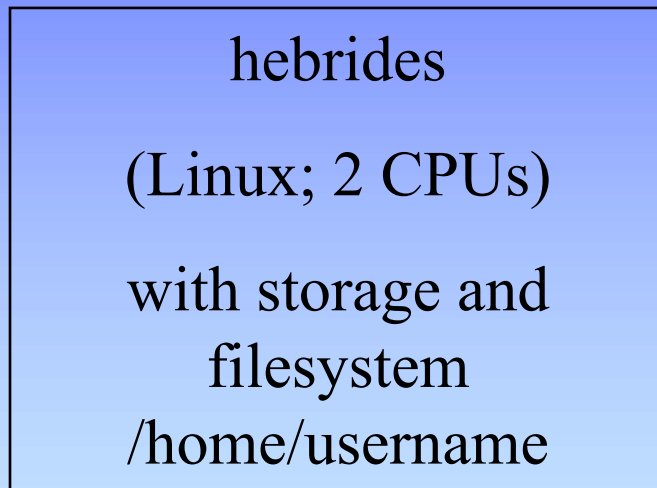 hebrides
(Linux; 2 CPUs)
with storage and
filesystem
/home/username